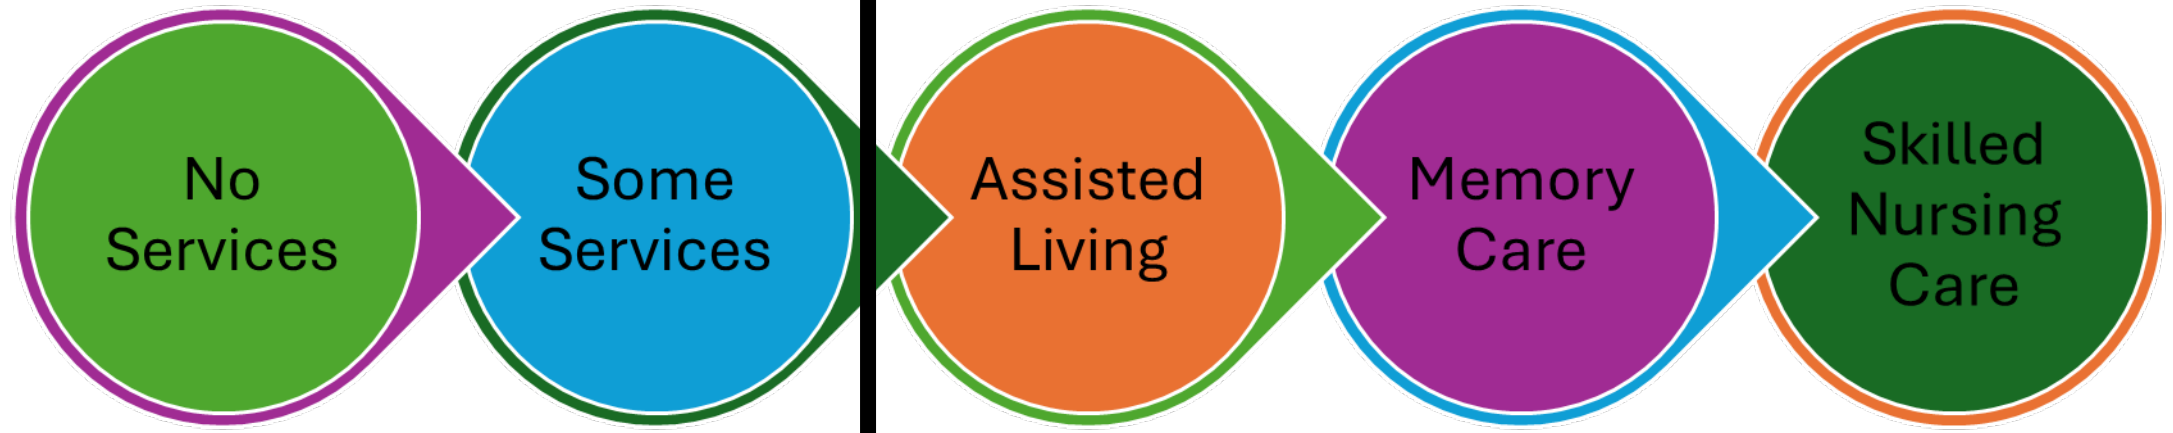 No
Services
Some
Services
Assisted
Living
Memory
Care
Skilled
Nursing
Care